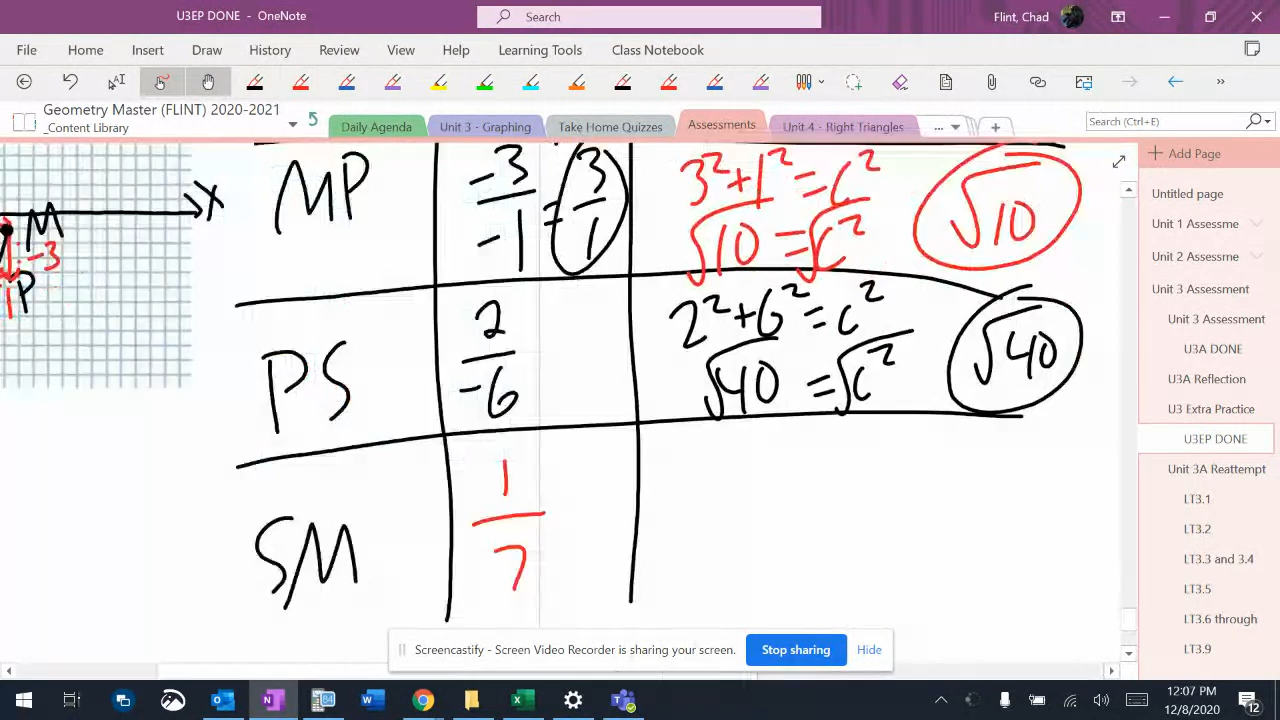 U3EP DONE - OneNote
Search
Flint, Chad
File Home Insert Draw History Review View Help Learning Tools Class Notebook
Geometry Master (FLINT) 2020-2021
_Content Library
Daily Agenda
Unit 3 - Graphing
Take Home Quizzes
Assessments
Unit 4 - Right Triangles
...
Search (Ctrl+E)
X
M
-3
1
P
MP
-3/-1 = 3/1
3² + 1² = c²
√10 = √c²
√10
PS
2/-6
2² + 6² = c²
√40 = √c²
√40
SM
1/7
Add Page
Untitled page
Unit 1 Assessme
Unit 2 Assessme
Unit 3 Assessment
Unit 3 Assessment
U3A DONE
U3A Reflection
U3 Extra Practice
U3EP DONE
Unit 3A Reattempt
LT3.1
LT3.2
LT3.3 and 3.4
LT3.5
LT3.6 through
LT3.9
Screencastify - Screen Video Recorder is sharing your screen.
Stop sharing
Hide
84
12:07 PM
12/8/2020
12